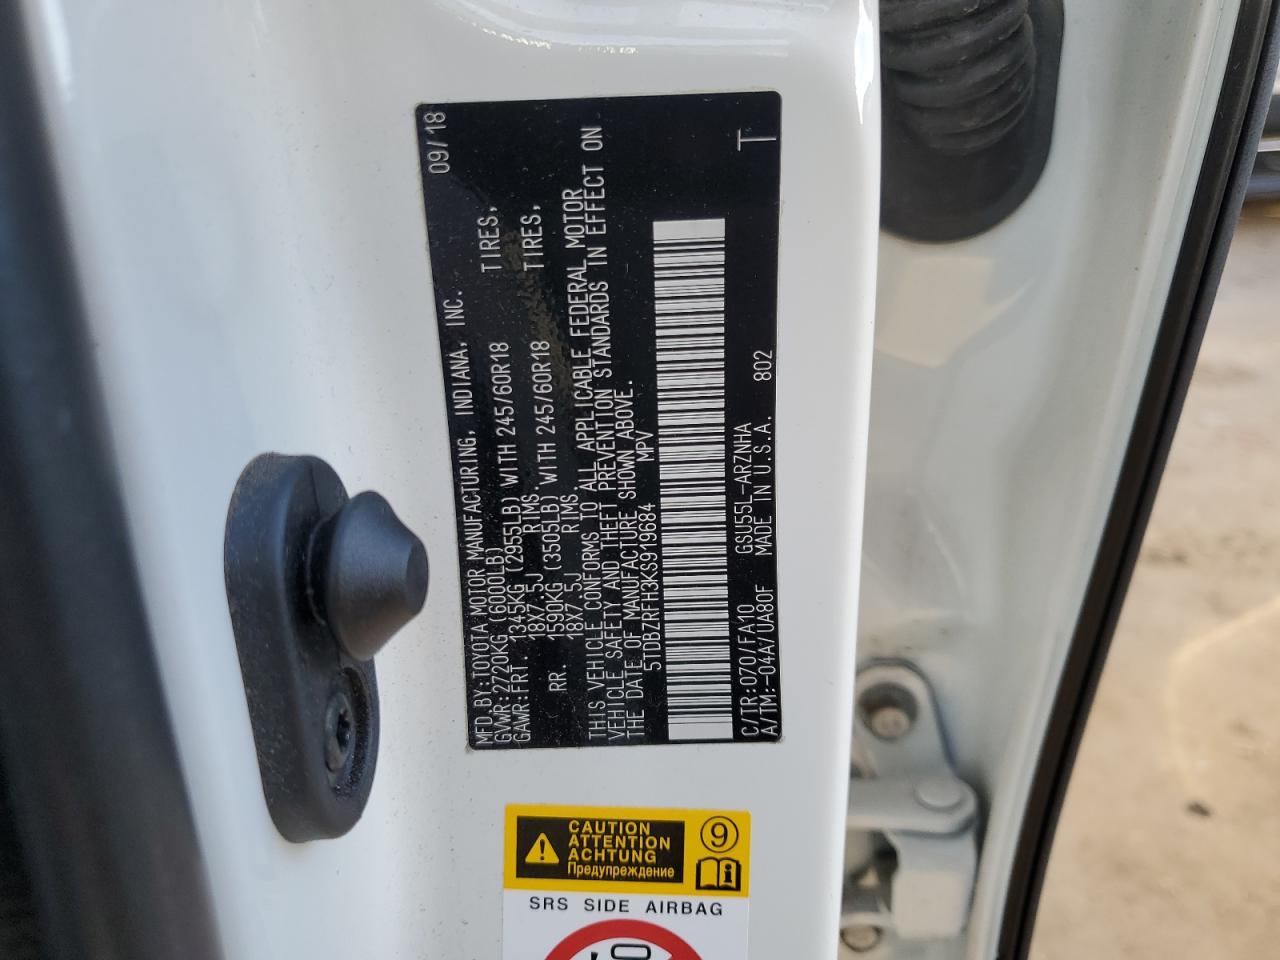 MFD.BY:TOYOTA MOTOR MANUFACTURING, INDIANA, INC. 09/18
GVWR:2720KG (6000LB)
GAWR:FRT. 1345KG (2955LB) WITH 245/60R18 TIRES,
18X7.5J RIMS.
RR. 1590KG (3505LB) WITH 245/60R18 TIRES,
18X7.5J RIMS.
THIS VEHICLE CONFORMS TO ALL APPLICABLE FEDERAL MOTOR
VEHICLE SAFETY AND THEFT PREVENTION STANDARDS IN EFFECT ON
THE DATE OF MANUFACTURE SHOWN ABOVE.
5TDBZRFH3KS919684 MPV
C/TR:070/FA10 GSU55L-ARZNHA T
A/TM:-04A/UA80F MADE IN U.S.A. 802
CAUTION
ATTENTION
ACHTUNG
Предупреждение
9
SRS SIDE AIRBAG